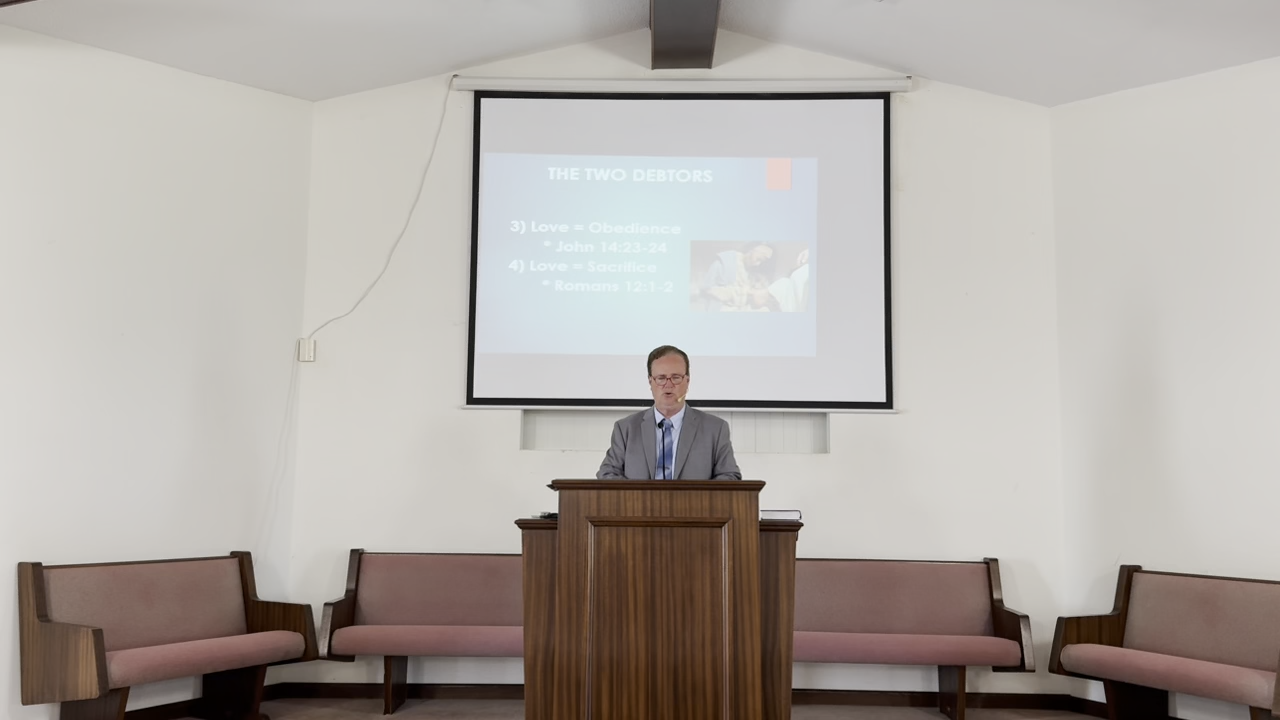 THE TWO DEBTORS
3) Love = Obedience
* John 14:23-24
4) Love = Sacrifice
* Romans 12:1-2